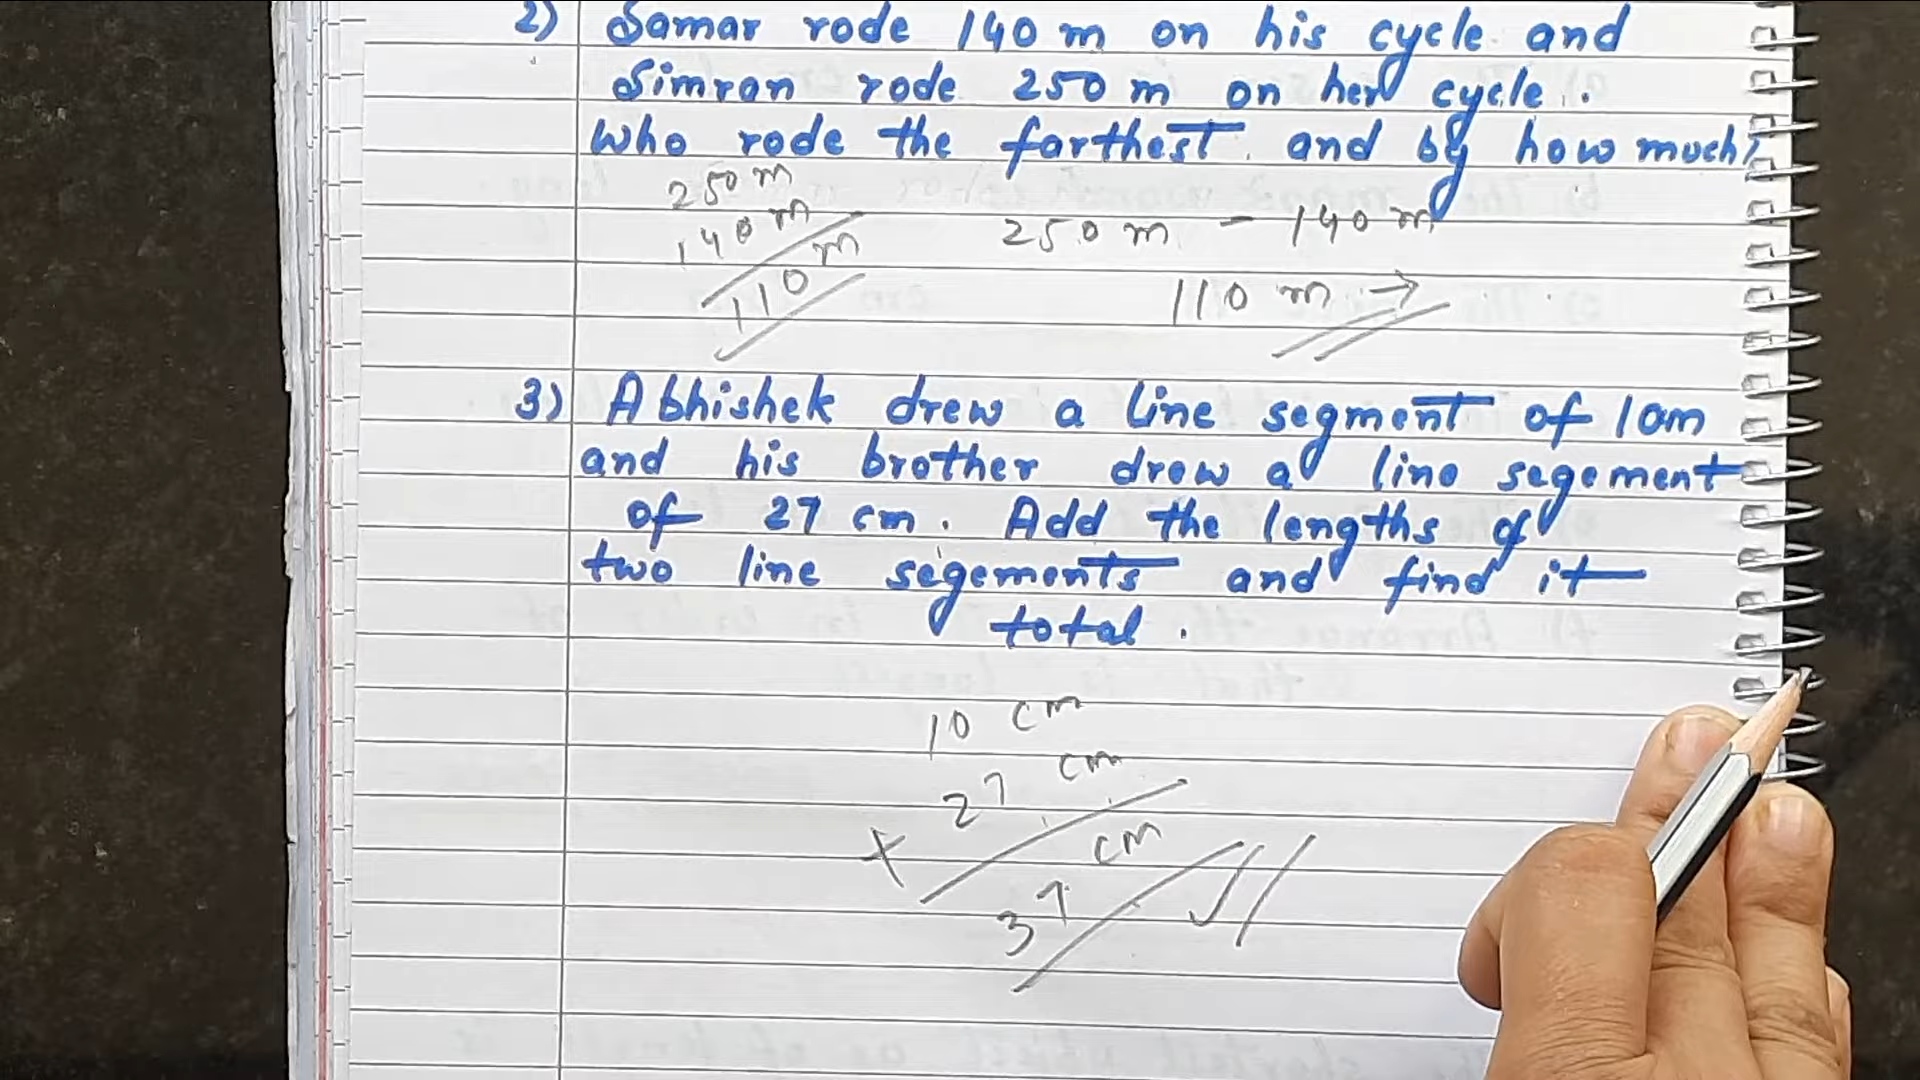 2) Samar rode 140 m on his cycle and
Simran rode 250 m on her cycle.
Who rode the farthest and by how much?
250 m
140 m
110 m
250 m - 140 m
110 m →
3) Abhishek drew a line segment of 10m
and his brother drew a line segement
of 27 cm. Add the lengths of
two line segements and find it
total.
10 cm
+ 27 cm
37 cm